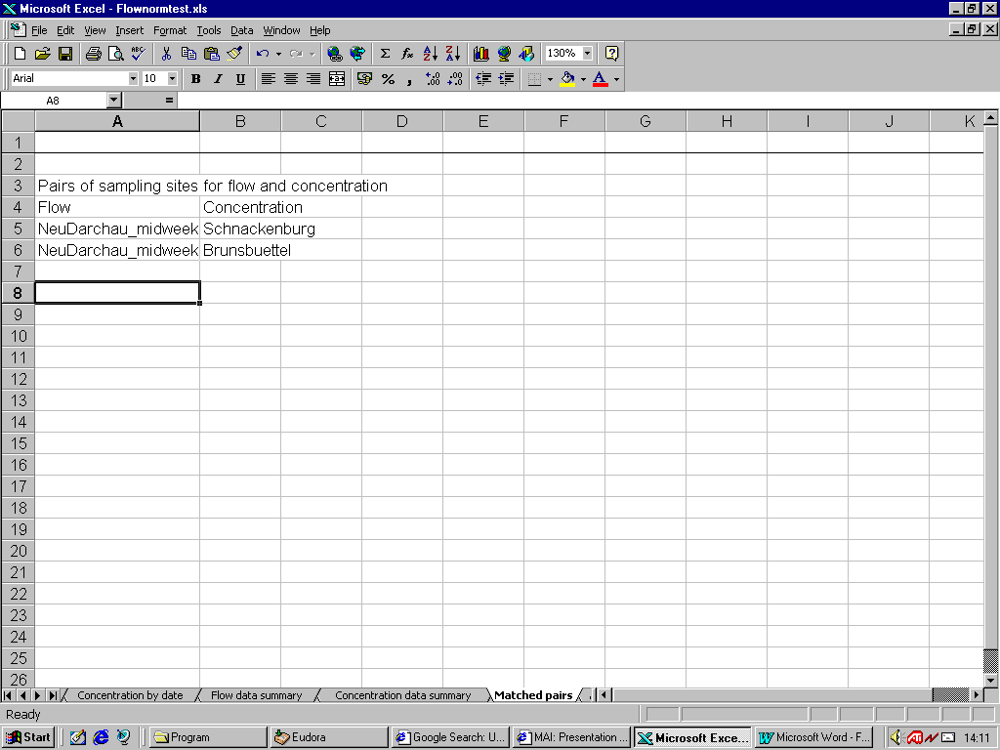 Microsoft Excel - Flownormtest.xls
File Edit View Insert Format Tools Data Window Help
130%
Arial 10 B I U % ,
A8 =
A B C D E F G H I J K
1
2
3 Pairs of sampling sites for flow and concentration
4 Flow Concentration
5 NeuDarchau_midweek Schnackenburg
6 NeuDarchau_midweek Brunsbuettel
7
8
9
10
11
12
13
14
15
16
17
18
19
20
21
22
23
24
25
26
Concentration by date Flow data summary Concentration data summary Matched pairs
Ready
Start Program Eudora Google Search: U... MAI: Presentation ... Microsoft Exce... Microsoft Word - F... 14:11